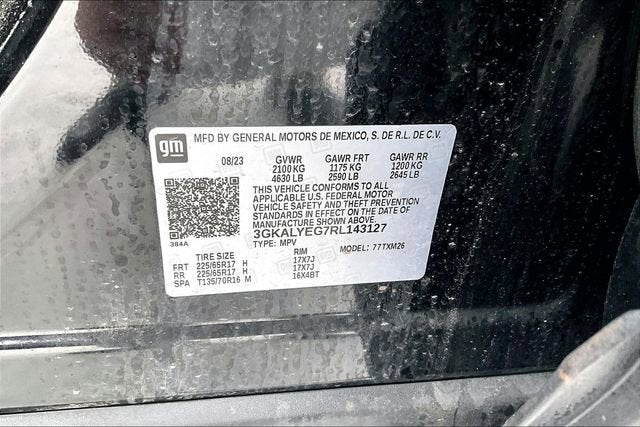 gm MFD BY GENERAL MOTORS DE MEXICO, S. DE R.L. DE C.V.
08/23 GVWR GAWR FRT GAWR RR
2100 KG 1175 KG 1200 KG
4630 LB 2590 LB 2645 LB
THIS VEHICLE CONFORMS TO ALL
APPLICABLE U.S. FEDERAL MOTOR
VEHICLE SAFETY AND THEFT PREVENTION
STANDARDS IN EFFECT ON THE DATE OF
MANUFACTURE SHOWN ABOVE.
3GKALYEG7RL143127
384A TYPE: MPV MODEL: 77TXM26
TIRE SIZE RIM
FRT 225/65R17 H 17X7J
RR 225/65R17 H 17X7J
SPA T135/70R16 M 16X4BT